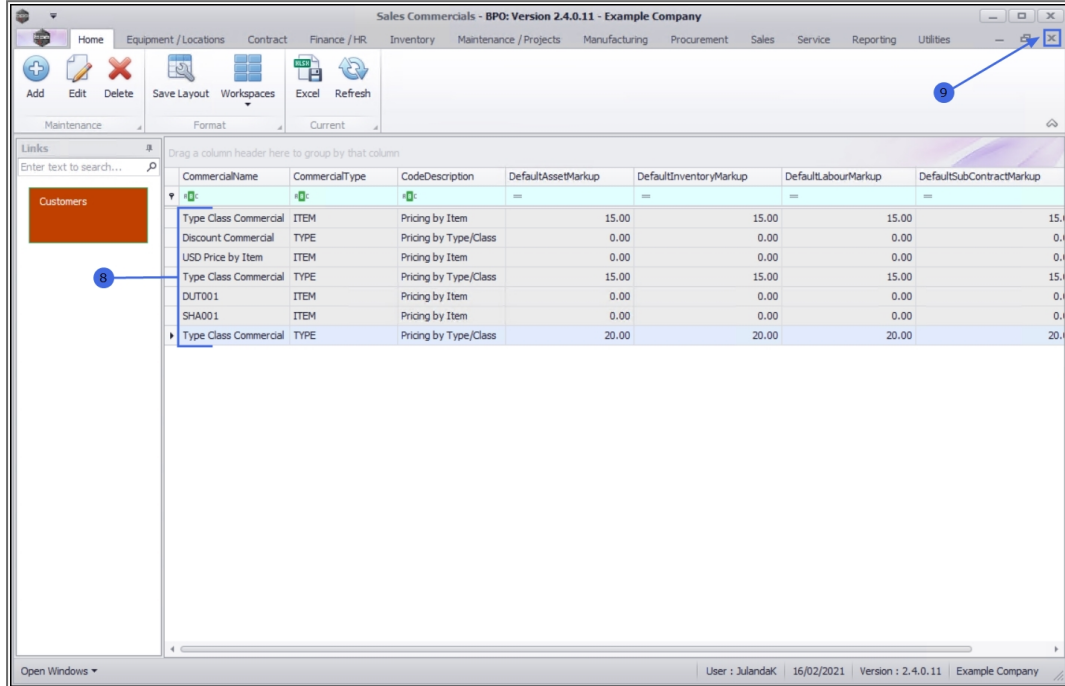 Sales Commercials - BPO: Version 2.4.0.11 - Example Company
Home Equipment / Locations Contract Finance / HR Inventory Maintenance / Projects Manufacturing Procurement Sales Service Reporting Utilities
9
Add Edit Delete Save Layout Workspaces Excel Refresh
Maintenance Format Current
Links
Enter text to search...
Customers
Drag a column header here to group by that column
CommercialName CommercialType CodeDescription DefaultAssetMarkup DefaultInventoryMarkup DefaultLabourMarkup DefaultSubContractMarkup
= = = =
Type Class Commercial ITEM Pricing by Item 15.00 15.00 15.00 15.
Discount Commercial TYPE Pricing by Type/Class 0.00 0.00 0.00 0.
USD Price by Item ITEM Pricing by Item 0.00 0.00 0.00 0.
8
Type Class Commercial TYPE Pricing by Type/Class 15.00 15.00 15.00 15.
DUT001 ITEM Pricing by Item 0.00 0.00 0.00 0.
SHA001 ITEM Pricing by Item 0.00 0.00 0.00 0.
Type Class Commercial TYPE Pricing by Type/Class 20.00 20.00 20.00 20.
Open Windows User : JulandaK 16/02/2021 Version : 2.4.0.11 Example Company